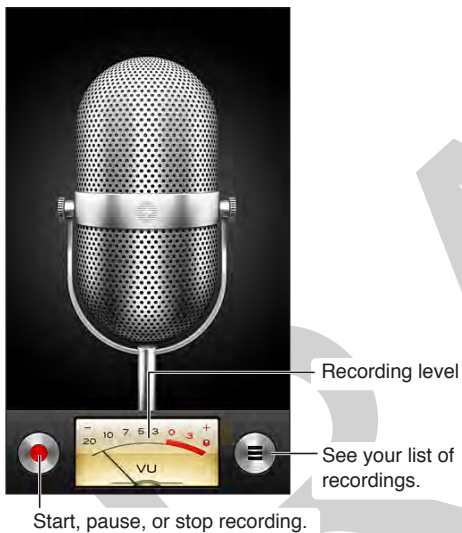 Recording level
− 20 10 7 5 3 0 3 +
VU
See your list of
recordings.
Start, pause, or stop recording.